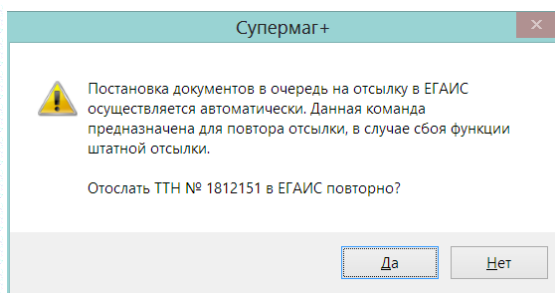 Супермаг+
Постановка документов в очередь на отсылку в ЕГАИС
осуществляется автоматически. Данная команда
предназначена для повтора отсылки, в случае сбоя функции
штатной отсылки.
Отослать ТТН № 1812151 в ЕГАИС повторно?
Да
Нет